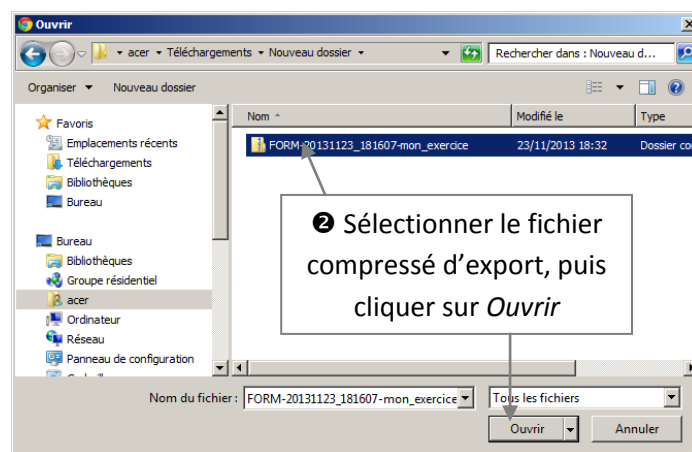 Ouvrir
acer Téléchargements Nouveau dossier
Rechercher dans : Nouveau d...
Organiser Nouveau dossier
Favoris
Emplacements récents
Téléchargements
Bibliothèques
Bureau
Bureau
Bibliothèques
Groupe résidentiel
acer
Ordinateur
Réseau
Panneau de configuration
Nom Modifié le Type
FORM-20131123_181607-mon_exercice 23/11/2013 18:32 Dossier co
❷ Sélectionner le fichier
compressé d’export, puis
cliquer sur Ouvrir
Nom du fichier : FORM-20131123_181607-mon_exercice Tous les fichiers
Ouvrir Annuler